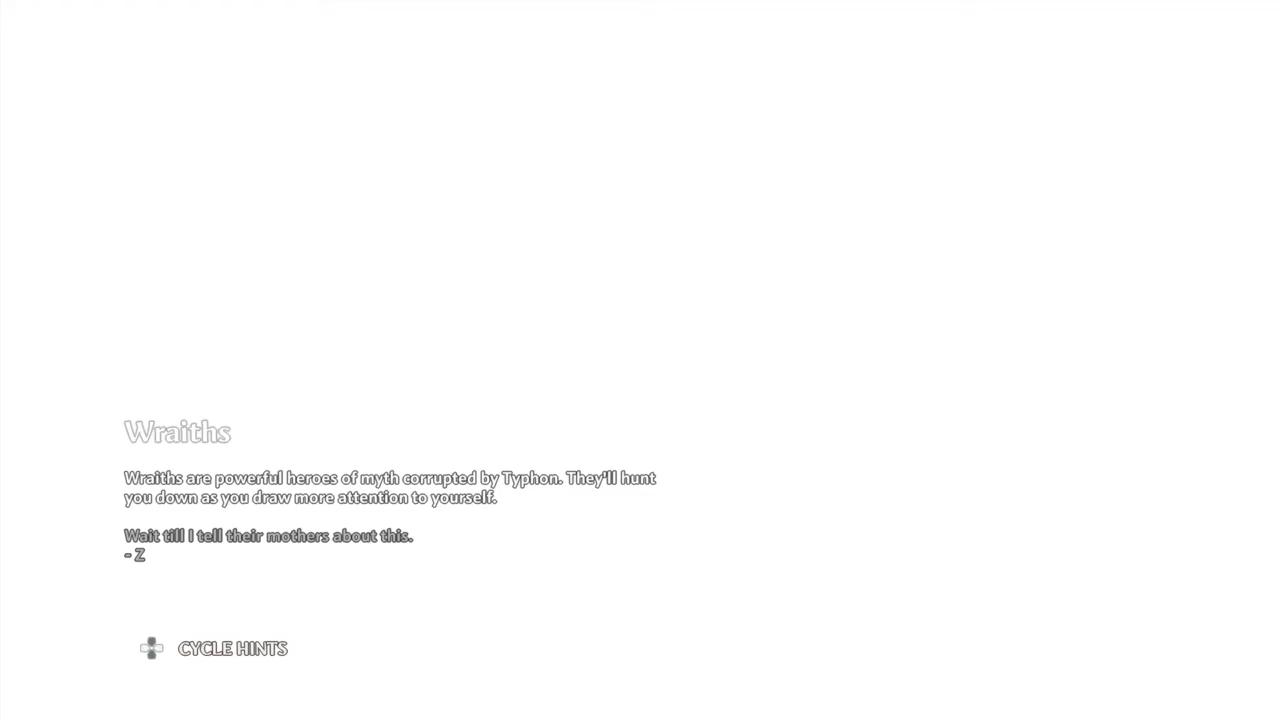 Wraiths
Wraiths are powerful heroes of myth corrupted by Typhon. They'll hunt
you down as you draw more attention to yourself.
Wait till I tell their mothers about this.
- Z
CYCLE HINTS